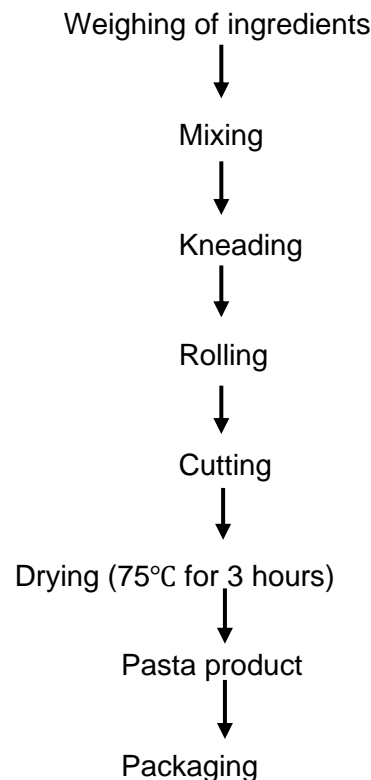 Weighing of ingredients
Mixing
Kneading
Rolling
Cutting
Drying (75℃ for 3 hours)
Pasta product
Packaging